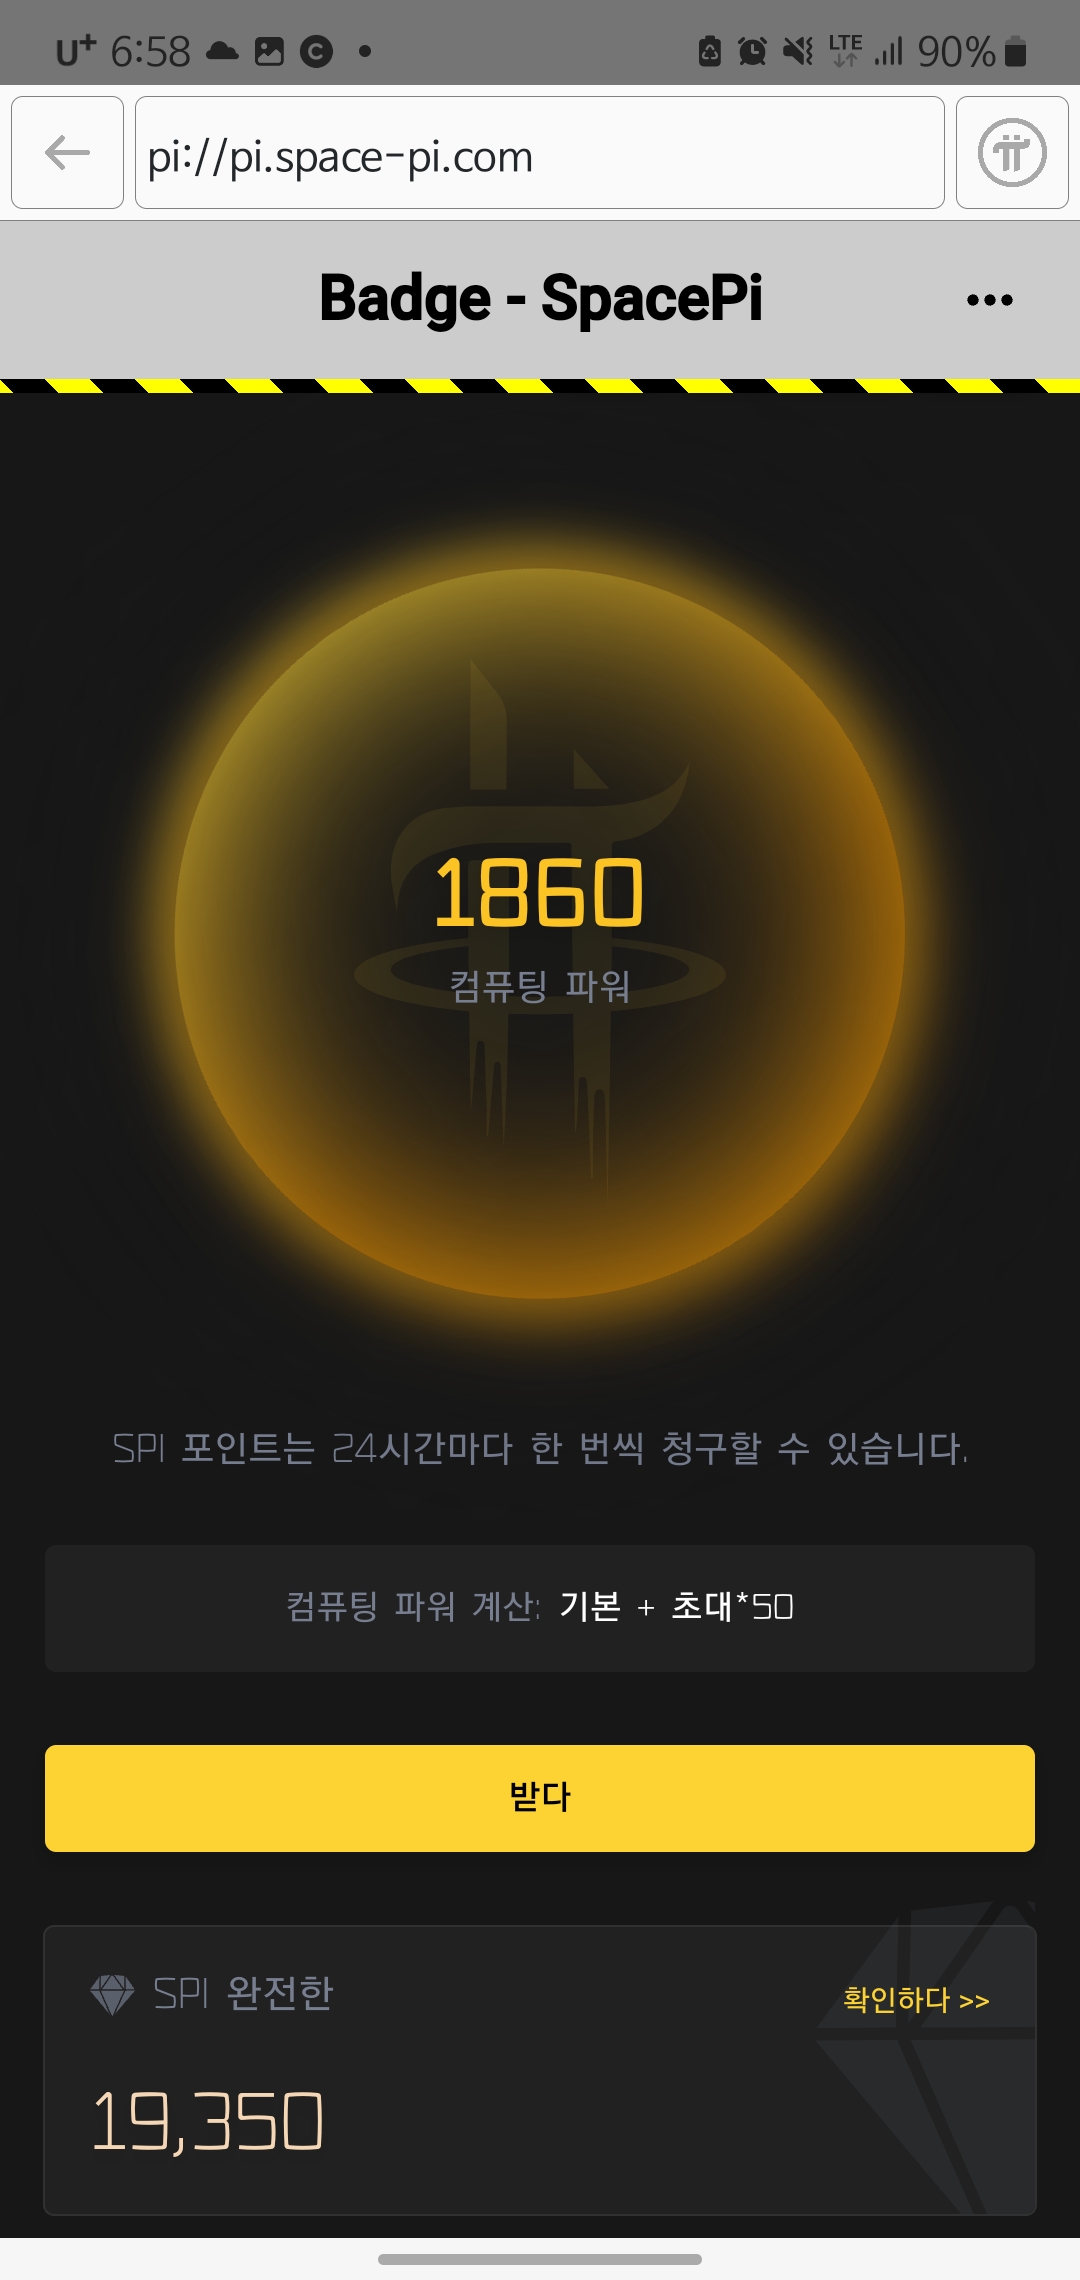 U+ 6:58 LTE 90%
pi://pi.space-pi.com
Badge - SpacePi
1860
컴퓨팅 파워
SPI 포인트는 24시간마다 한 번씩 청구할 수 있습니다.
컴퓨팅 파워 계산: 기본 + 초대*50
받다
SPI 완전한
확인하다 >>
19,350